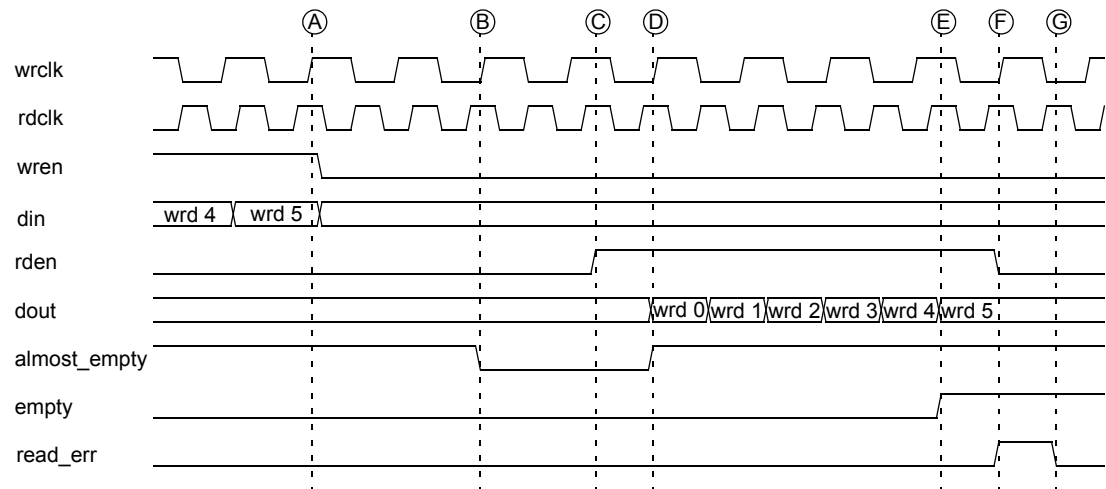 A B C D E F G
wrclk
rdclk
wren
din wrd 4 wrd 5
rden
dout wrd 0 wrd 1 wrd 2 wrd 3 wrd 4 wrd 5
almost_empty
empty
read_err